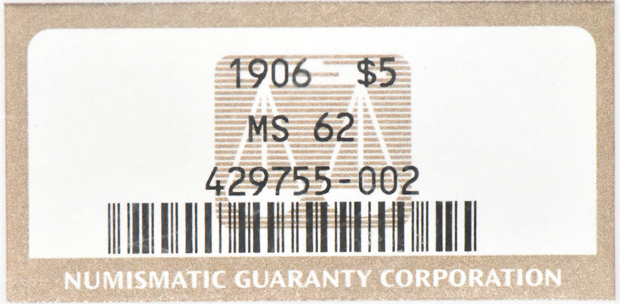 1906 $5
MS 62
429755-002
NUMISMATIC GUARANTY CORPORATION